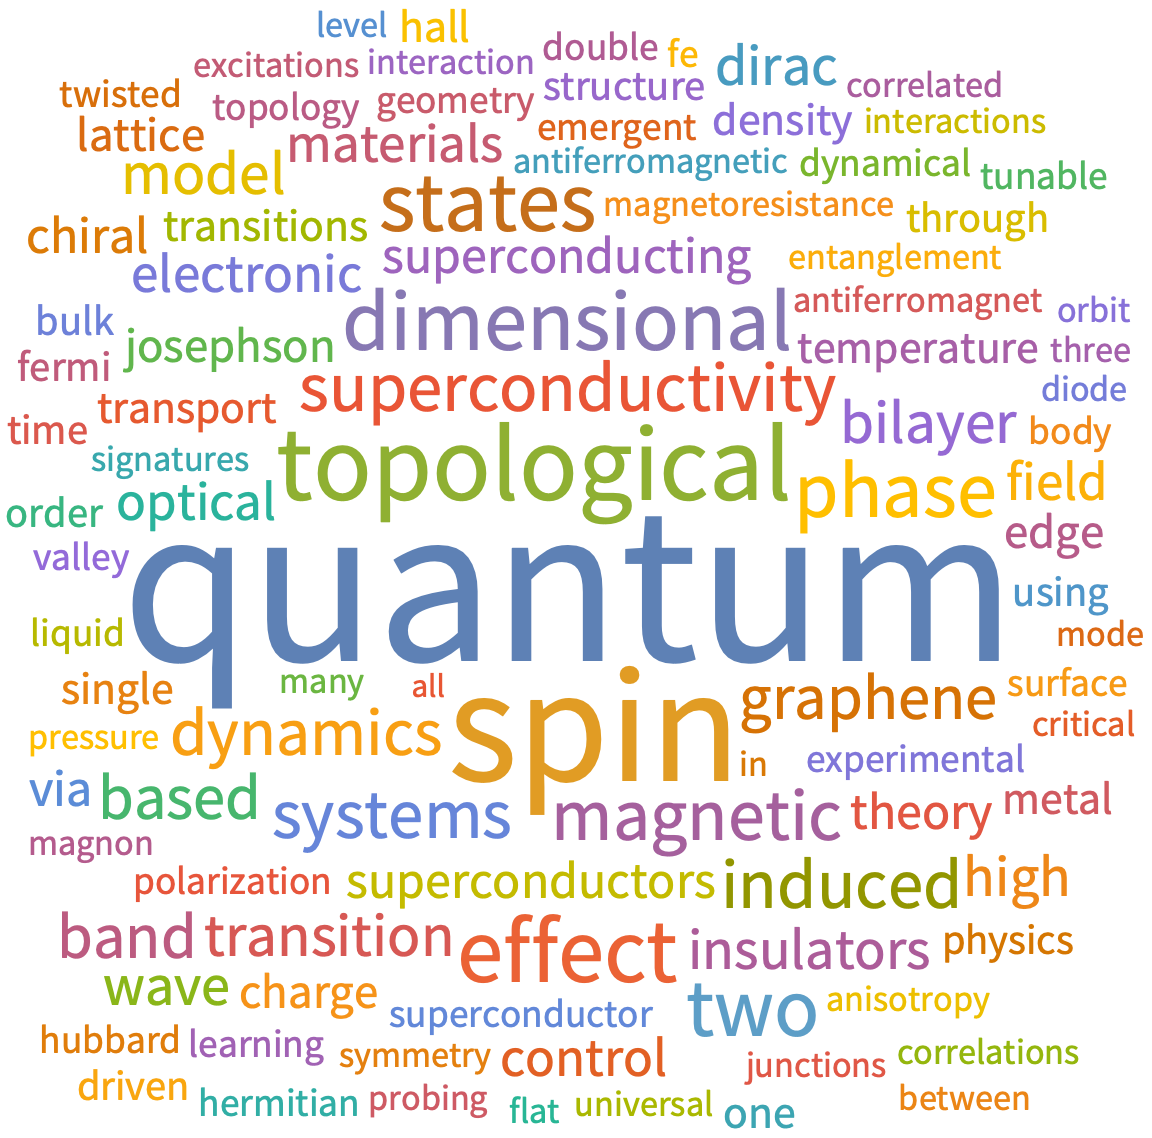 level hall
double fe
excitations interaction
dirac
twisted
topology geometry structure correlated
lattice
materials emergent density interactions
model
antiferromagnetic dynamical tunable
states magnetoresistance
chiral transitions through
electronic superconducting entanglement
bulk dimensional antiferromagnet orbit
josephson temperature three
fermi
transport superconductivity diode
time bilayer body
signatures topological
order optical phase field
valley quantum edge
using
liquid mode
single many all spin graphene surface
pressure dynamics critical
in experimental
via based systems magnetic theory metal
magnon
polarization superconductors induced high
band transition effect insulators physics
wave charge superconductor two anisotropy
hubbard learning symmetry control junctions correlations
driven hermitian probing flat universal one between